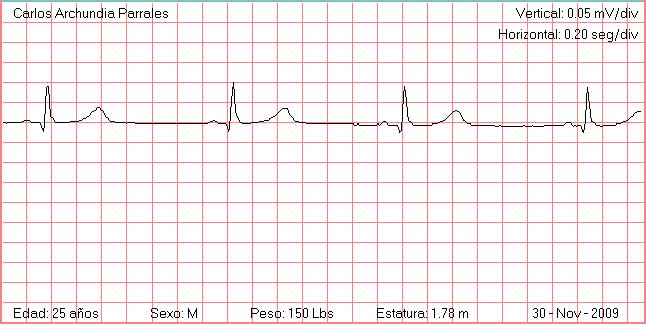 Carlos Archundia Parrales
Vertical: 0.05 mV/div
Horizontal: 0.20 seg/div
Edad: 25 años Sexo: M Peso: 150 Lbs Estatura: 1.78 m 30 - Nov - 2009